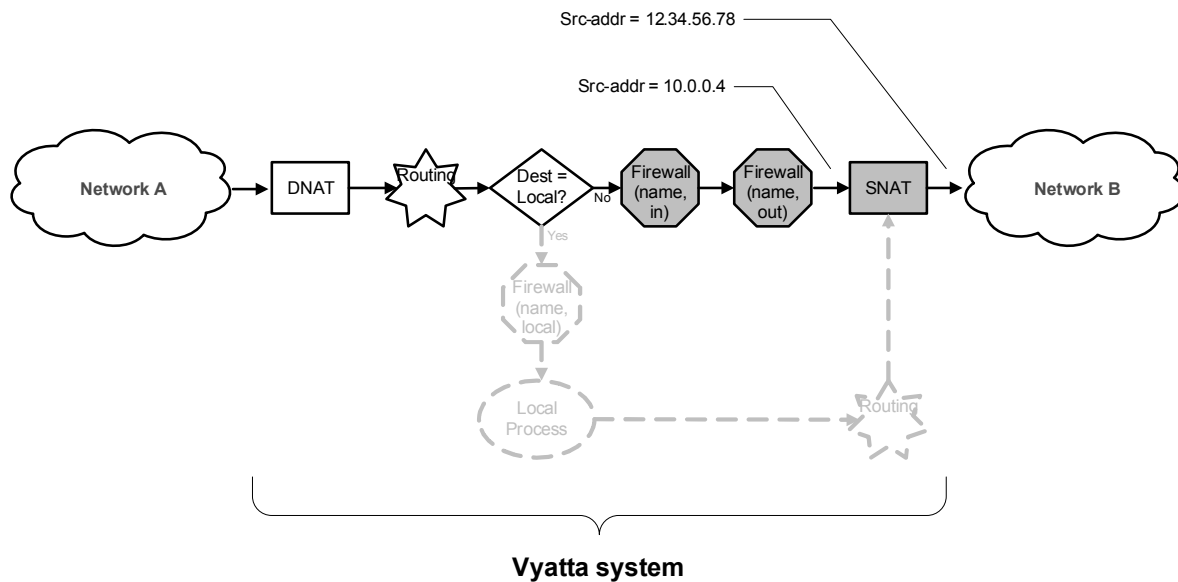 Src-addr = 12.34.56.78
Src-addr = 10.0.0.4
Network A
DNAT
Routing
Dest =
Local?
No
Firewall
(name,
in)
Firewall
(name,
out)
SNAT
Network B
Yes
Firewall
(name,
local)
Local
Process
Routing
Vyatta system